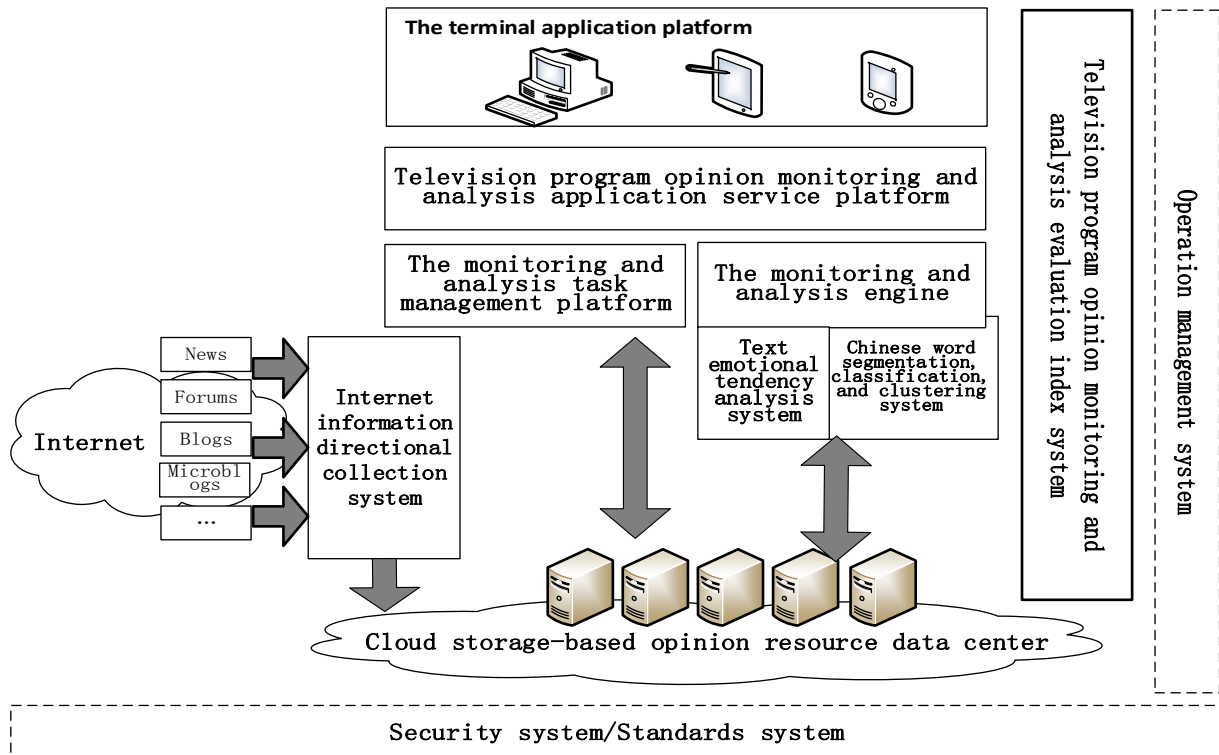 The terminal application platform
Television program opinion monitoring and
analysis application service platform
The monitoring and
analysis task
management platform
The monitoring and
analysis engine
Text
emotional
tendency
analysis
system
Chinese word
segmentation,
classification,
and clustering
system
Internet
News
Forums
Blogs
Microbl
ogs
...
Internet
information
directional
collection
system
Cloud storage-based opinion resource data center
Television program opinion monitoring and
analysis evaluation index system
Operation management system
Security system/Standards system